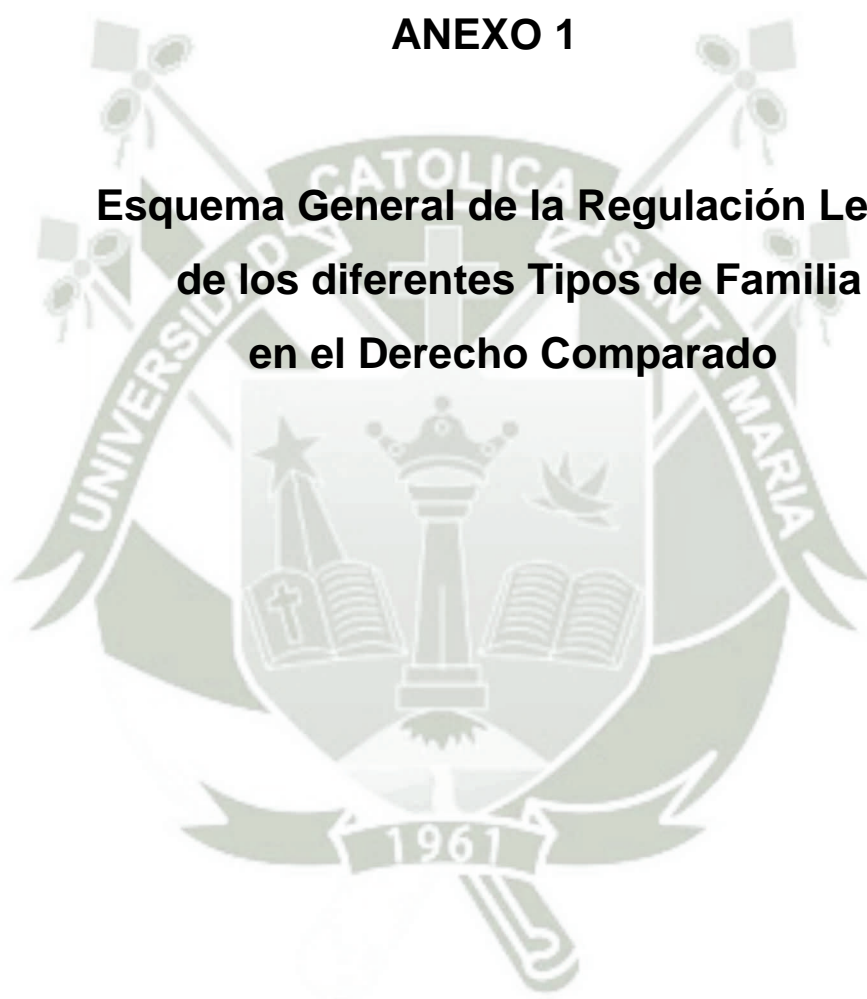 ANEXO 1
Esquema General de la Regulación Le
de los diferentes Tipos de Familia
en el Derecho Comparado
UNIVERSIDAD CATOLICA SANTA MARIA
1961